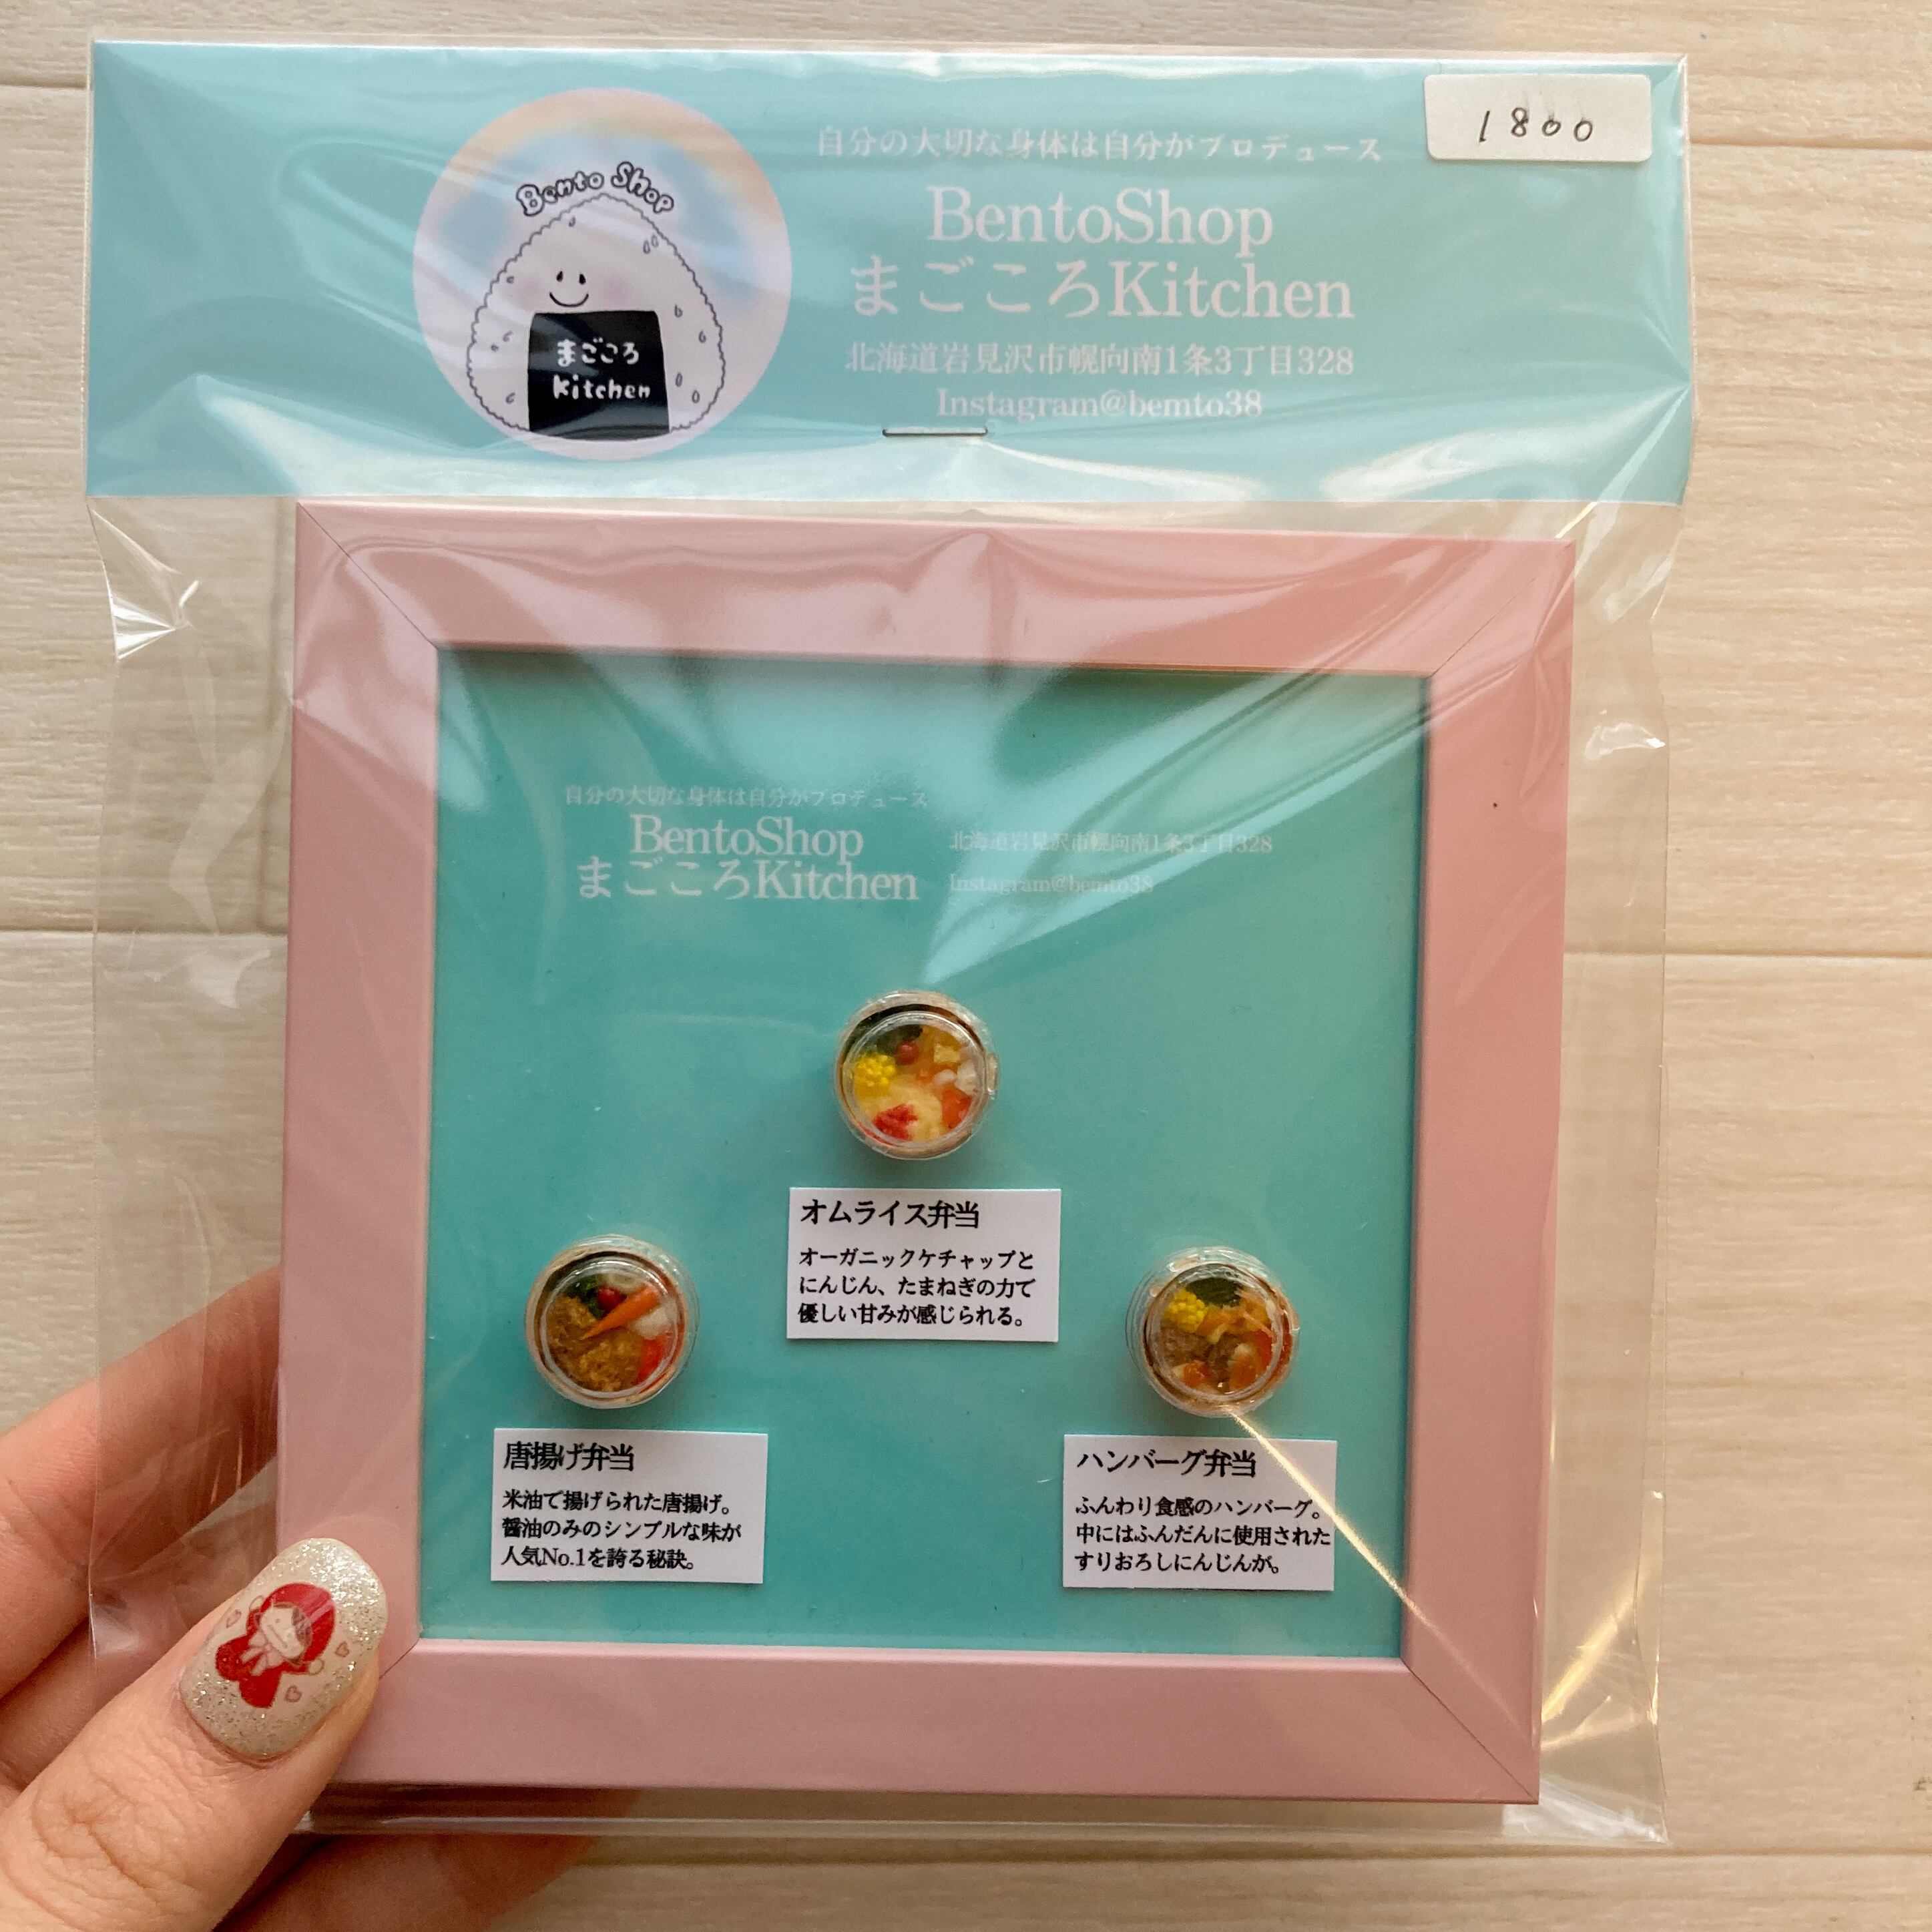 1800
Bento Shop
まごころ
kitchen
自分の大切な身体は自分がプロデュース
BentoShop
まごころKitchen
北海道岩見沢市幌向南1条3丁目328
Instagram@bemto38
自分の大切な身体は自分がプロデュース
BentoShop
まごころKitchen
北海道岩見沢市幌向南1条3丁目328
Instagram@bemto38
オムライス弁当
オーガニックケチャップと
にんじん、たまねぎの力で
優しい甘みが感じられる。
唐揚げ弁当
米油で揚げられた唐揚げ。
醤油のみのシンプルな味が
人気No.1を誇る秘訣。
ハンバーグ弁当
ふんわり食感のハンバーグ。
中にはふんだんに使用された
すりおろしにんじんが。